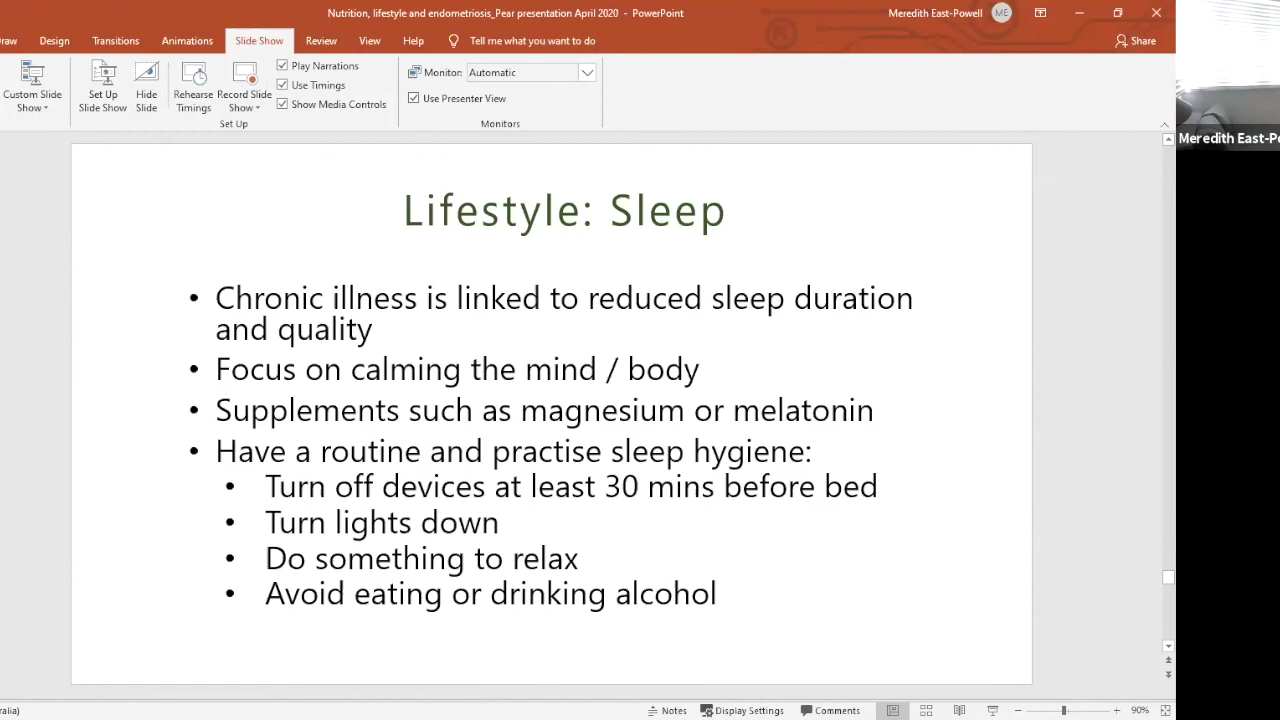 Nutrition, lifestyle and endometriosis_Pear presentation April 2020 - PowerPoint
Meredith East-Powell ME
raw Design Transitions Animations Slide Show Review View Help Tell me what you want to do Share
Custom Slide Show
Set Up Slide Show
Hide Slide
Rehearse Timings
Record Slide Show
Play Narrations
Use Timings
Show Media Controls
Set Up
Monitor: Automatic
Use Presenter View
Monitors
Meredith East-Po
Lifestyle: Sleep
• Chronic illness is linked to reduced sleep duration
and quality
• Focus on calming the mind / body
• Supplements such as magnesium or melatonin
• Have a routine and practise sleep hygiene:
• Turn off devices at least 30 mins before bed
• Turn lights down
• Do something to relax
• Avoid eating or drinking alcohol
ralia) Notes Display Settings Comments 90%